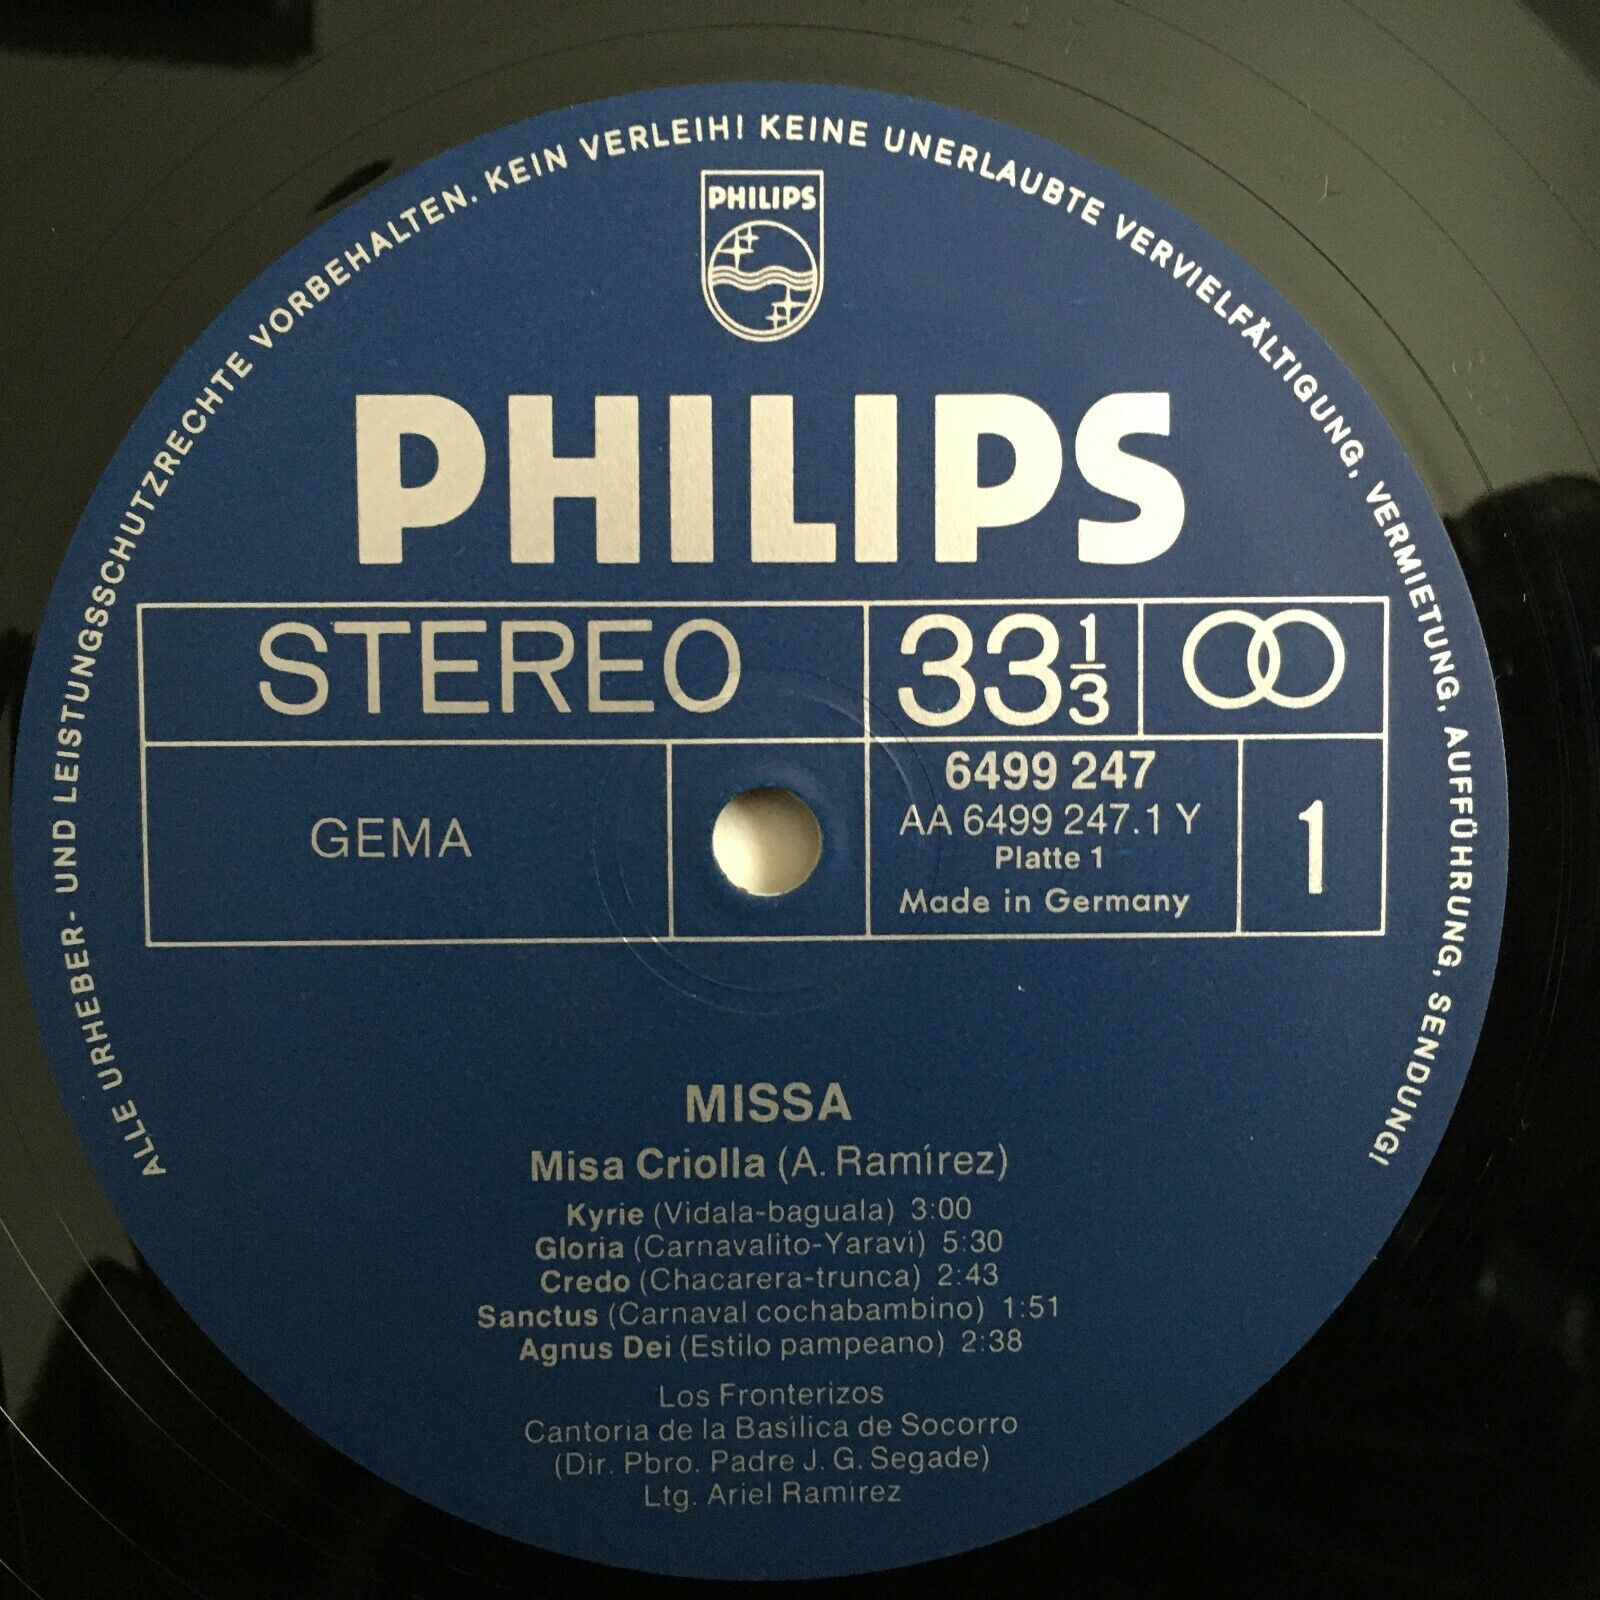 ALLE URHEBER- UND LEISTUNGSSCHUTZRECHTE VORBEHALTEN. KEIN VERLEIH! KEINE UNERLAUBTE VERVIELFÄLTIGUNG, VERMIETUNG, AUFFÜHRUNG, SENDUNG!
PHILIPS
PHILIPS
STEREO 33 1/3
GEMA
6499 247
AA 6499 247.1 Y
Platte 1
Made in Germany
1
MISSA
Misa Criolla (A. Ramírez)
Kyrie (Vidala-baguala) 3:00
Gloria (Carnavalito-Yaravi) 5:30
Credo (Chacarera-trunca) 2:43
Sanctus (Carnaval cochabambino) 1:51
Agnus Dei (Estilo pampeano) 2:38
Los Fronterizos
Cantoria de la Basílica de Socorro
(Dir. Pbro. Padre J. G. Segade)
Ltg. Ariel Ramirez